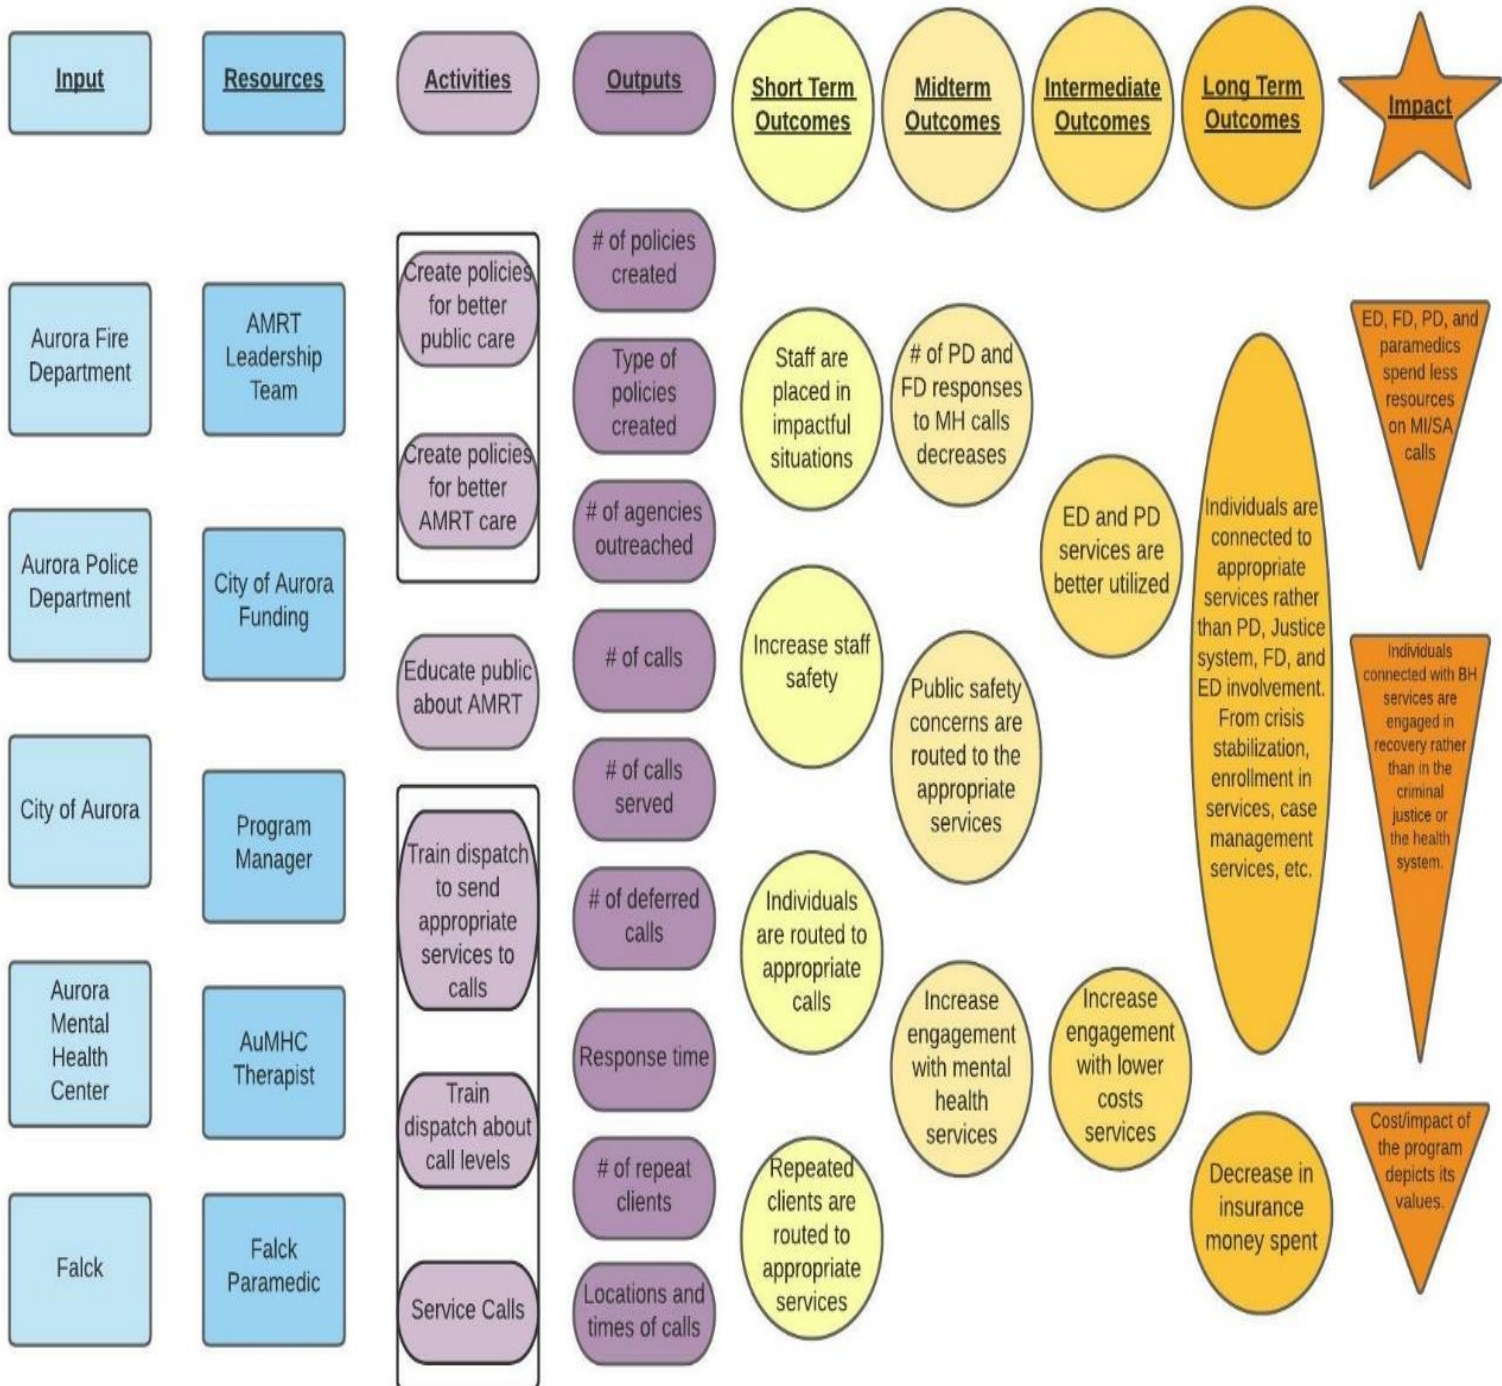 Input
Resources
Activities
Outputs
Short Term
Outcomes
Midterm
Outcomes
Intermediate
Outcomes
Long Term
Outcomes
Impact
Aurora Fire
Department
Aurora Police
Department
City of Aurora
Aurora
Mental
Health
Center
Falck
AMRT
Leadership
Team
City of Aurora
Funding
Program
Manager
AuMHC
Therapist
Falck
Paramedic
Create policies
for better
public care
Create policies
for better
AMRT care
Educate public
about AMRT
Train dispatch
to send
appropriate
services to
calls
Train
dispatch about
call levels
Service Calls
# of policies
created
Type of
policies
created
# of agencies
outreached
# of calls
# of calls
served
# of deferred
calls
Response time
# of repeat
clients
Locations and
times of calls
Staff are
placed in
impactful
situations
Increase staff
safety
Individuals
are routed to
appropriate
calls
Repeated
clients are
routed to
appropriate
services
# of PD and
FD responses
to MH calls
decreases
Public safety
concerns are
routed to the
appropriate
services
Increase
engagement
with mental
health
services
ED and PD
services are
better utilized
Increase
engagement
with lower
costs
services
Individuals are
connected to
appropriate
services rather
than PD, Justice
system, FD, and
ED involvement.
From crisis
stabilization,
enrollment in
services, case
management
services, etc.
Decrease in
insurance
money spent
ED, FD, PD, and
paramedics
spend less
resources
on MI/SA
calls
Individuals
connected with BH
services are
engaged in
recovery rather
than in the
criminal
justice or
the health
system.
Cost/impact of
the program
depicts its
values.